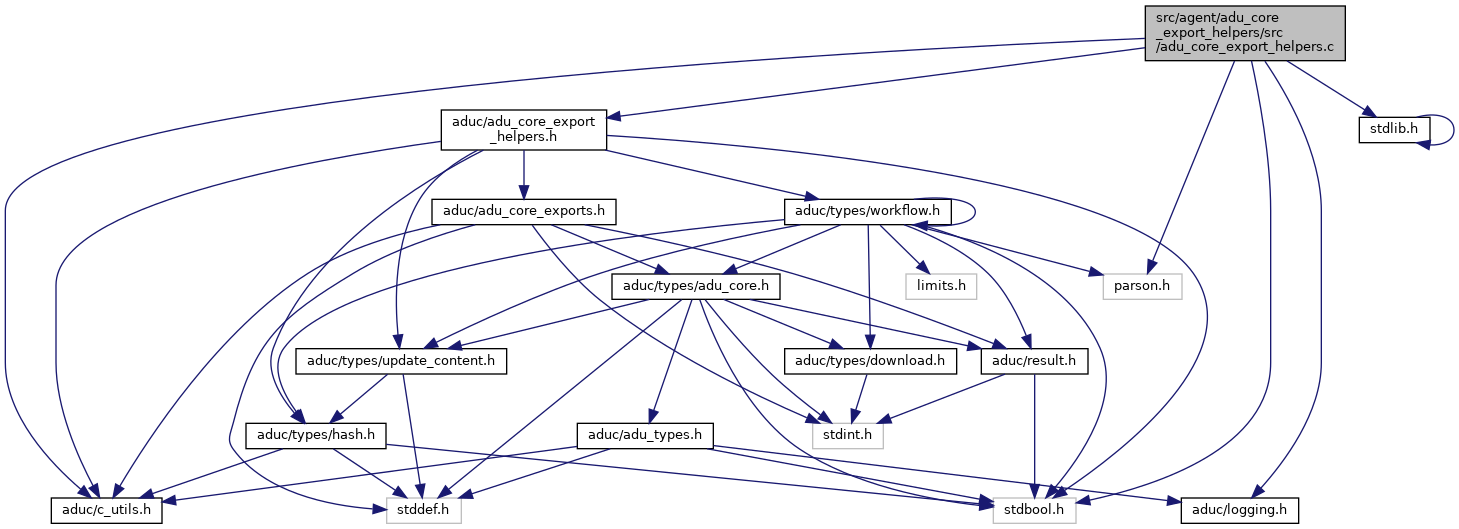 src/agent/adu_core
_export_helpers/src
/adu_core_export_helpers.c
aduc/adu_core_export
_helpers.h
stdlib.h
aduc/adu_core_exports.h
aduc/types/workflow.h
aduc/types/adu_core.h
limits.h
parson.h
aduc/types/update_content.h
aduc/types/download.h
aduc/result.h
aduc/types/hash.h
aduc/adu_types.h
stdint.h
aduc/c_utils.h
stddef.h
stdbool.h
aduc/logging.h